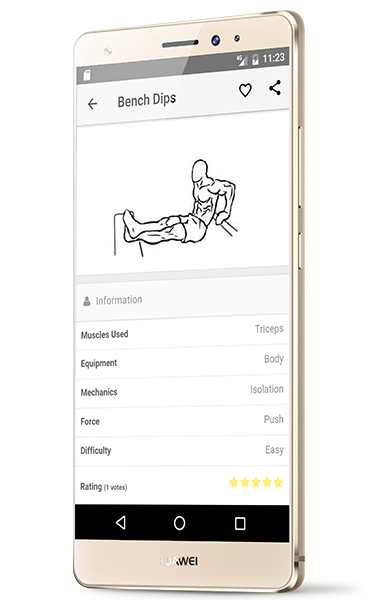 4G 11:23
Bench Dips
Information
Muscles Used Triceps
Equipment Body
Mechanics Isolation
Force Push
Difficulty Easy
Rating (1 votes)
HUAWEI